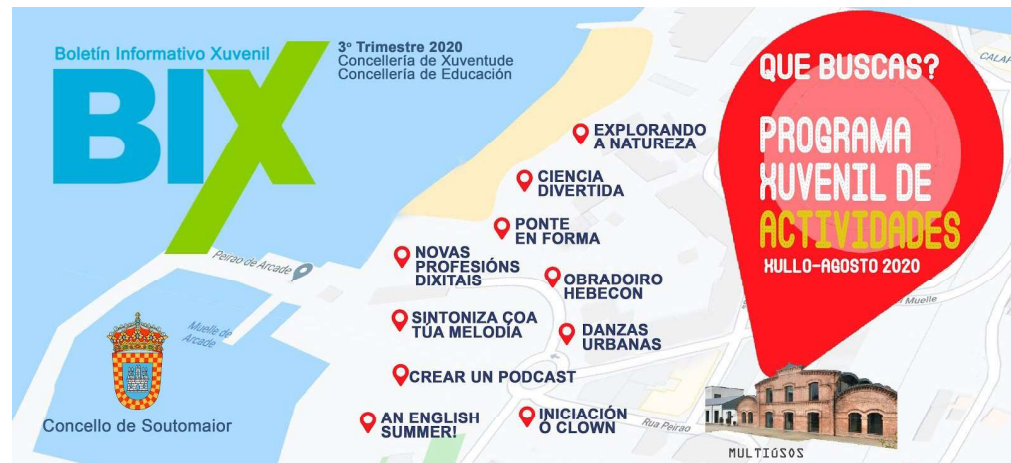 Boletín Informativo Xuvenil
BIX
3º Trimestre 2020
Concellería de Xuventude
Concellería de Educación
QUE BUSCAS?
PROGRAMA
XUVENIL DE
ACTIVIDADES
XULLO-AGOSTO 2020
EXPLORANDO
A NATUREZA
CIENCIA
DIVERTIDA
PONTE
EN FORMA
NOVAS
PROFESIÓNS
DIXITAIS
OBRADOIRO
HEBECON
SINTONIZA COA
TÚA MELODÍA
DANZAS
URBANAS
CREAR UN PODCAST
AN ENGLISH
SUMMER!
INICIACIÓN
Ó CLOWN
Peirao de Arcade
Muelle de
Arcade
Rua Peirao
el Muelle
Concello de Soutomaior
MULTIÚSOS